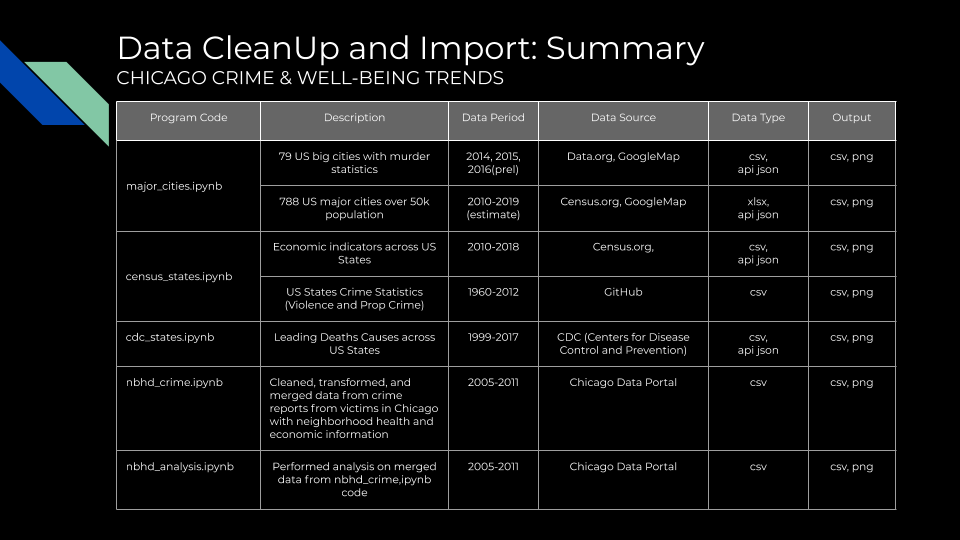 Data CleanUp and Import: Summary
CHICAGO CRIME & WELL-BEING TRENDS
Program Code
Description
Data Period
Data Source
Data Type
Output
major_cities.ipynb
79 US big cities with murder
statistics
2014, 2015,
2016(prel)
Data.org, GoogleMap
csv,
api json
csv, png
788 US major cities over 50k
population
2010-2019
(estimate)
Census.org, GoogleMap
xlsx,
api json
csv, png
census_states.ipynb
Economic indicators across US
States
2010-2018
Census.org,
csv,
api json
csv, png
US States Crime Statistics
(Violence and Prop Crime)
1960-2012
GitHub
csv
csv, png
cdc_states.ipynb
Leading Deaths Causes across
US States
1999-2017
CDC (Centers for Disease
Control and Prevention)
csv,
api json
csv, png
nbhd_crime.ipynb
Cleaned, transformed, and
merged data from crime
reports from victims in Chicago
with neighborhood health and
economic information
2005-2011
Chicago Data Portal
csv
csv, png
nbhd_analysis.ipynb
Performed analysis on merged
data from nbhd_crime,ipynb
code
2005-2011
Chicago Data Portal
csv
csv, png